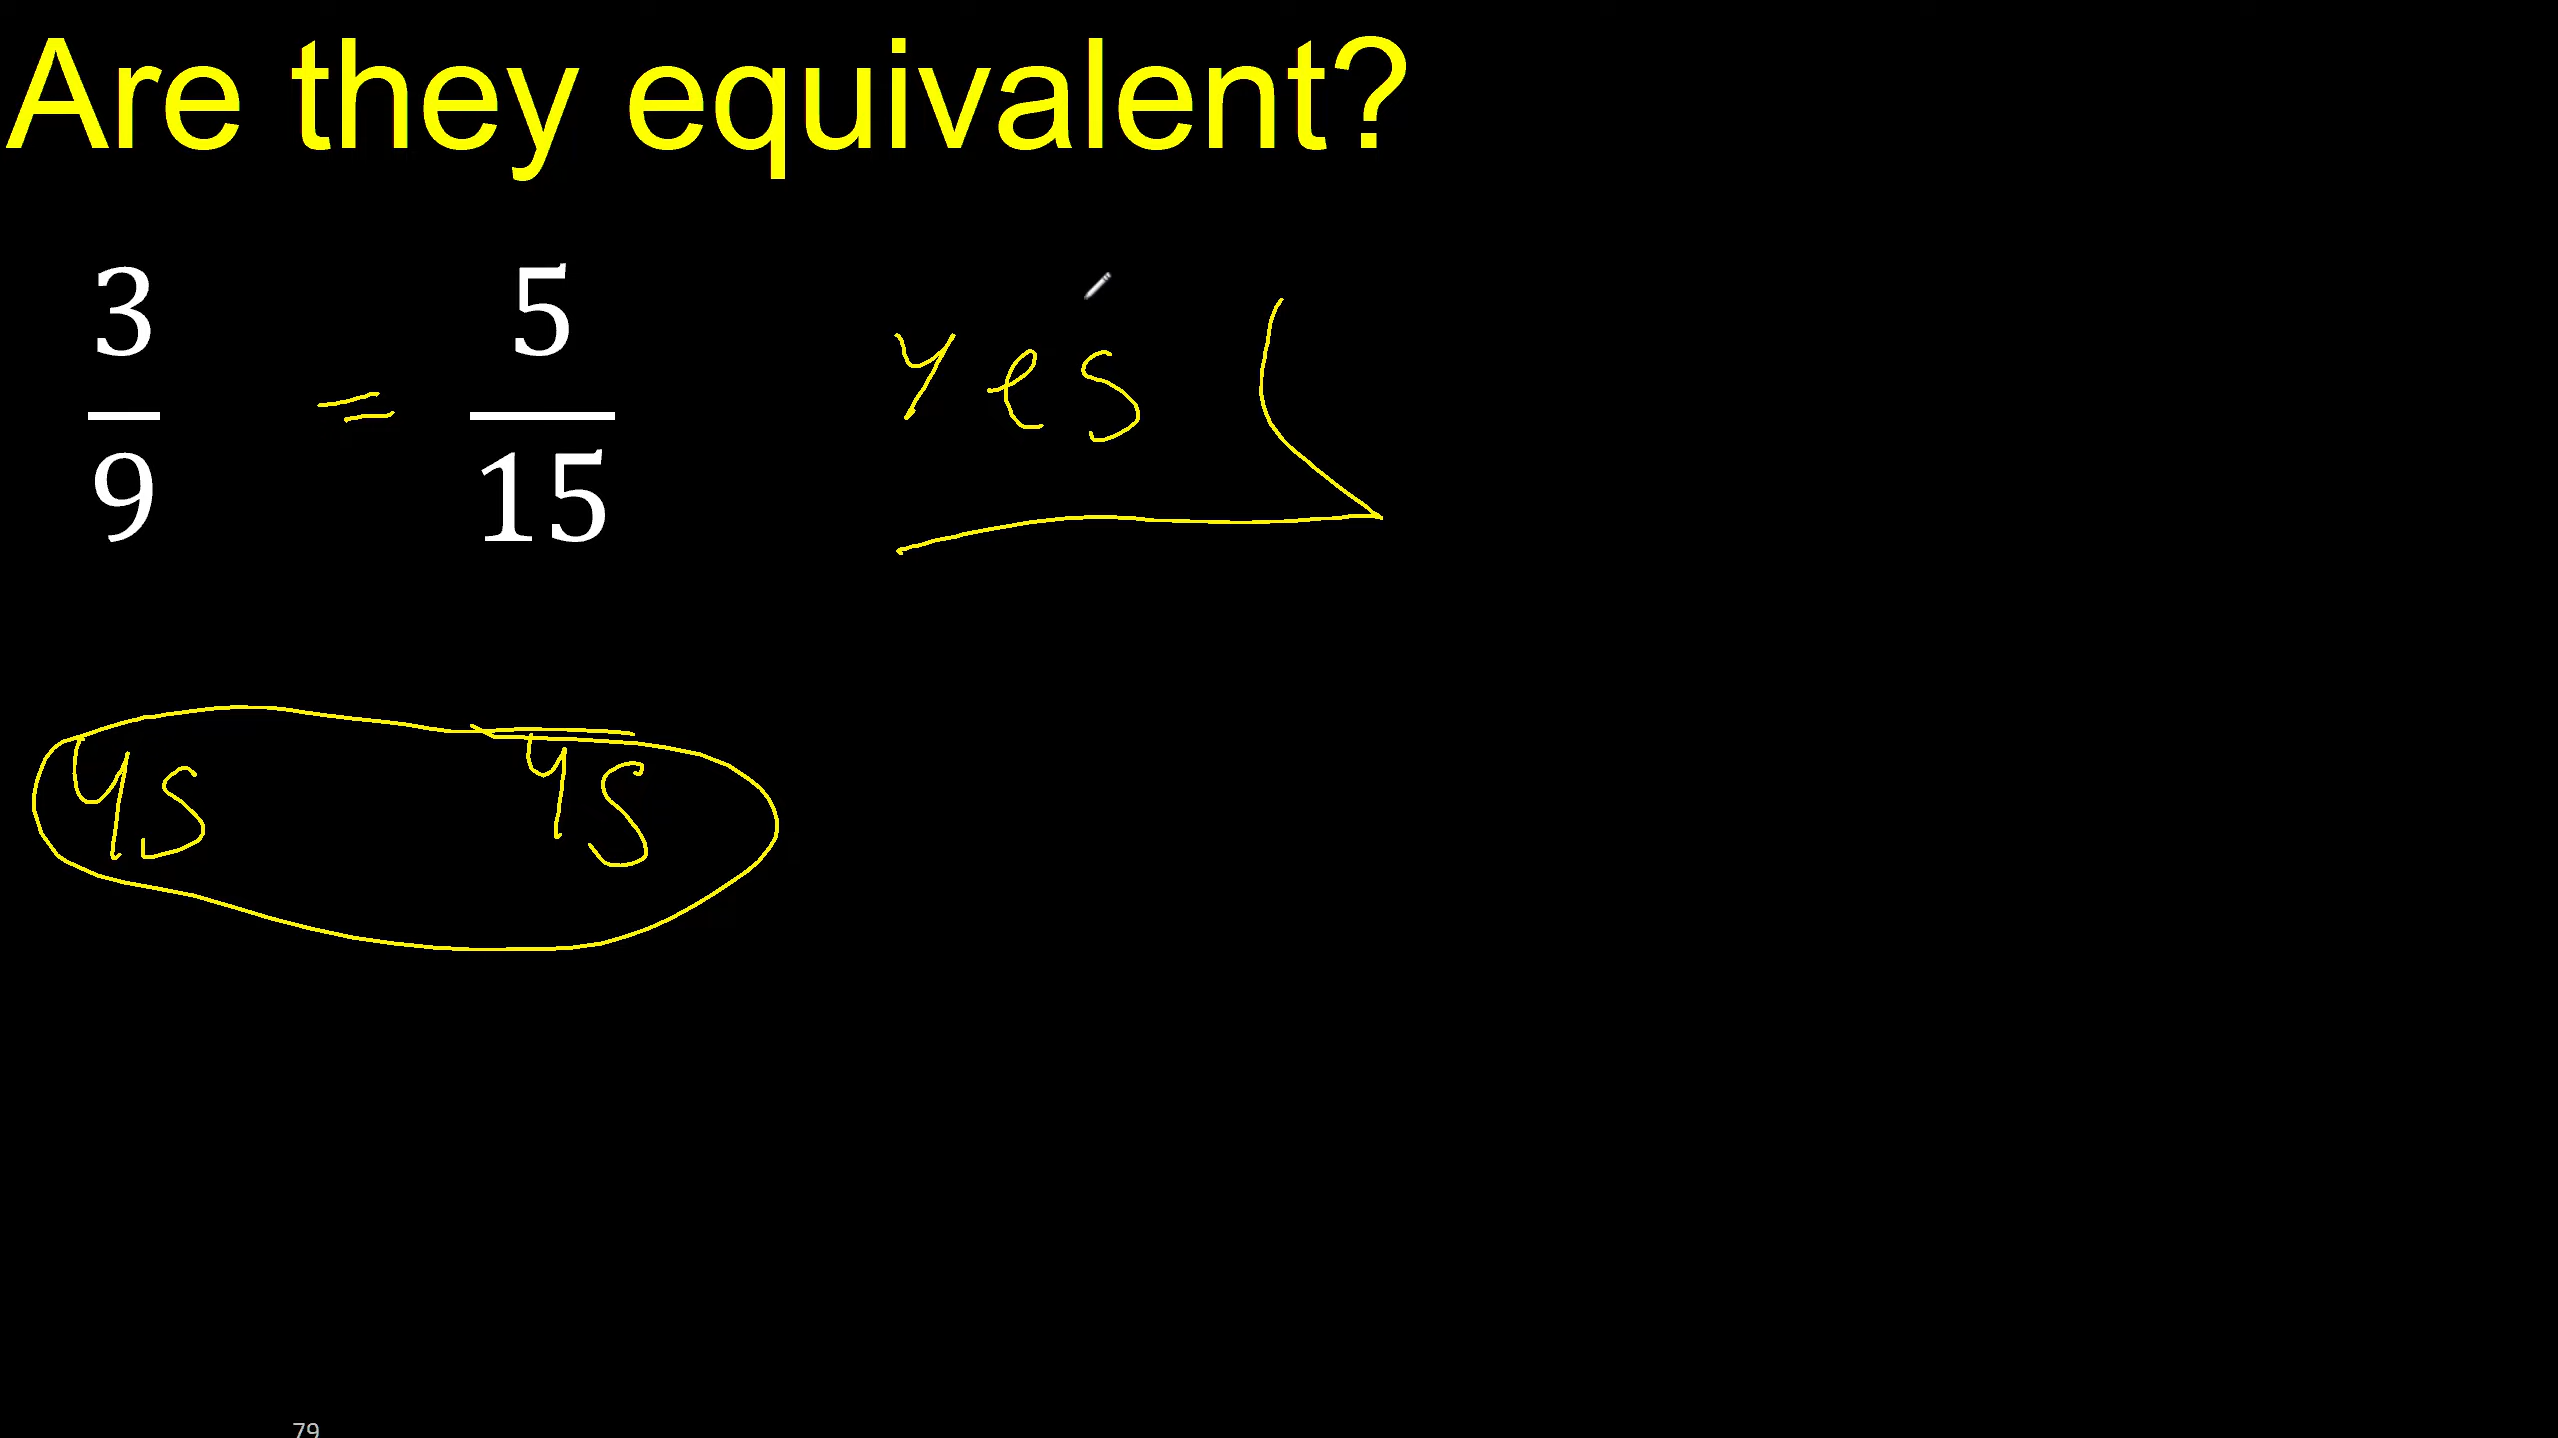 Are they equivalent?
3/9 = 5/15 yes
45 45
79